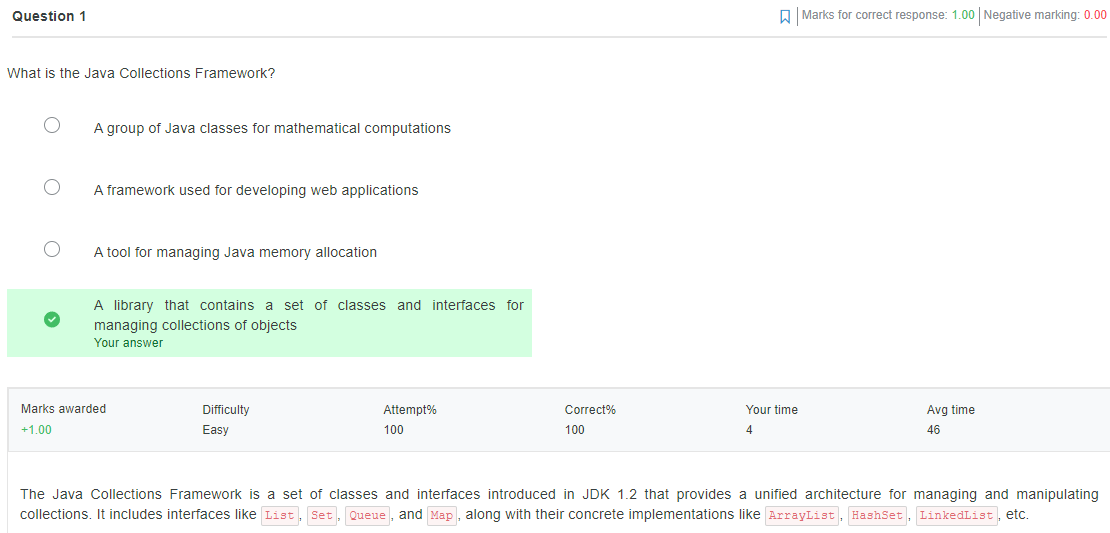 Question 1
Marks for correct response: 1.00 Negative marking: 0.00
What is the Java Collections Framework?
A group of Java classes for mathematical computations
A framework used for developing web applications
A tool for managing Java memory allocation
A library that contains a set of classes and interfaces for
managing collections of objects
Your answer
Marks awarded Difficulty Attempt% Correct% Your time Avg time
+1.00 Easy 100 100 4 46
The Java Collections Framework is a set of classes and interfaces introduced in JDK 1.2 that provides a unified architecture for managing and manipulating
collections. It includes interfaces like List, Set, Queue, and Map, along with their concrete implementations like ArrayList, HashSet, LinkedList, etc.